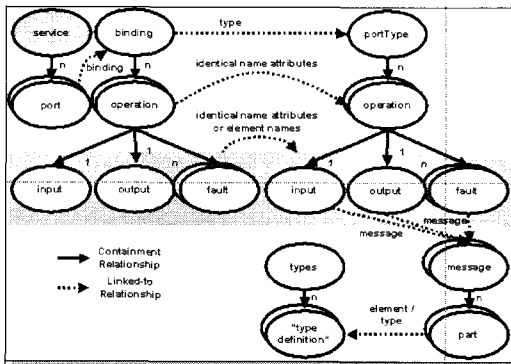 type
service
binding
portType
n
binding
n
n
identical name attributes
port
operation
operation
identical name attributes
or element names
1
1
n
1
1
n
input
output
fault
input
output
fault
message
message
Containment
Relationship
types
message
Linked-to
Relationship
n
n
element /
type
"type
definition"
part